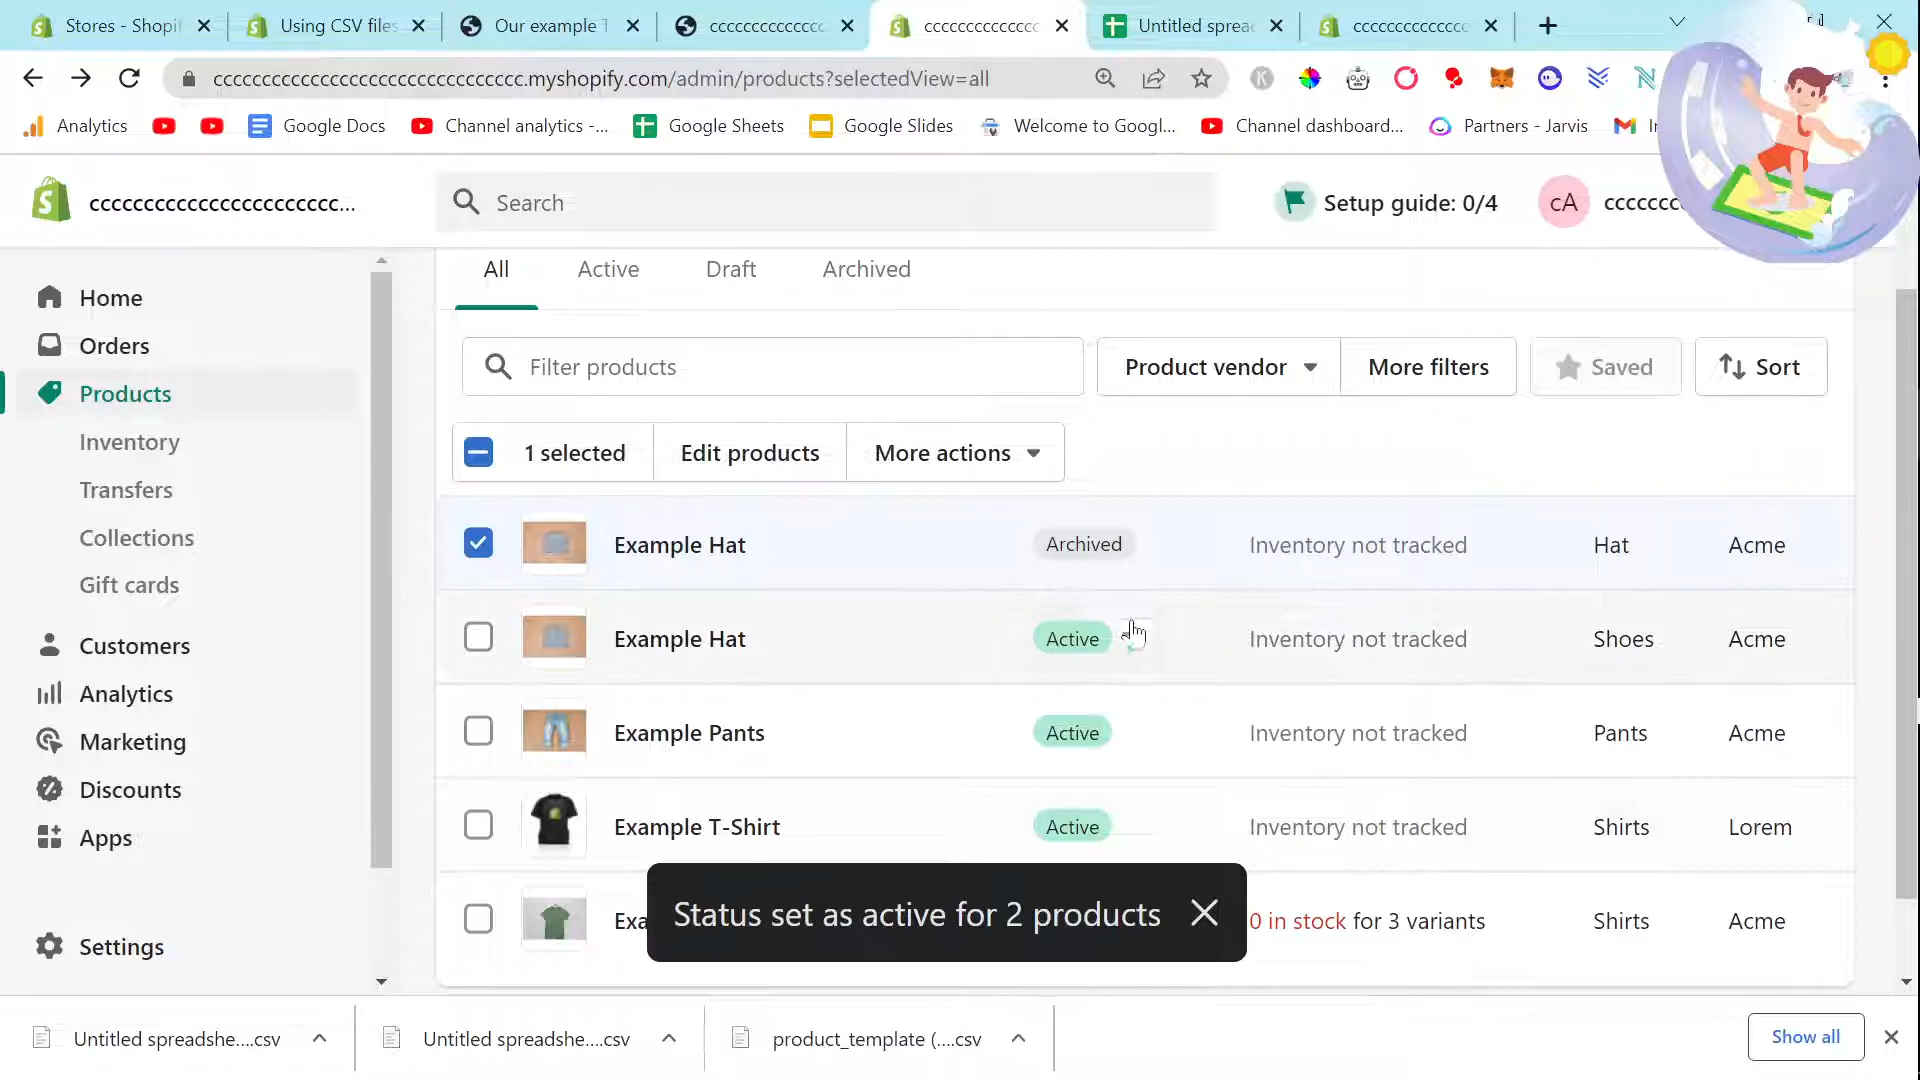 Stores - Shopif
Using CSV files
Our example T
cccccccccccccc
cccccccccccccc
Untitled spread
cccccccccccccc
cccccccccccccccccccccccccccccccc.myshopify.com/admin/products?selectedView=all
Analytics
Google Docs
Channel analytics -...
Google Sheets
Google Slides
Welcome to Googl...
Channel dashboard...
Partners - Jarvis
ccccccccccccccccccccccc...
Search
Setup guide: 0/4
cA
ccccccc
All
Active
Draft
Archived
Home
Orders
Products
Inventory
Transfers
Collections
Gift cards
Customers
Analytics
Marketing
Discounts
Apps
Settings
Filter products
Product vendor
More filters
Saved
Sort
1 selected
Edit products
More actions
Example Hat
Archived
Inventory not tracked
Hat
Acme
Example Hat
Active
Inventory not tracked
Shoes
Acme
Example Pants
Active
Inventory not tracked
Pants
Acme
Example T-Shirt
Active
Inventory not tracked
Shirts
Lorem
Exa
0 in stock for 3 variants
Shirts
Acme
Status set as active for 2 products
Untitled spreadshe....csv
Untitled spreadshe....csv
product_template (....csv
Show all